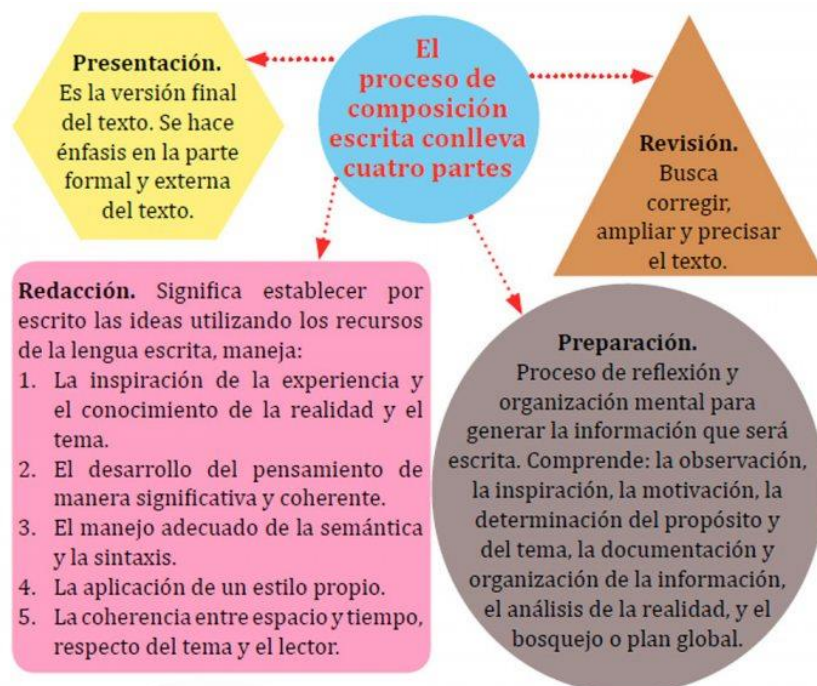 El
proceso de
composición
escrita conlleva
cuatro partes
Presentación.
Es la versión final
del texto. Se hace
énfasis en la parte
formal y externa
del texto.
Revisión.
Busca
corregir,
ampliar y precisar
el texto.
Redacción. Significa establecer por
escrito las ideas utilizando los recursos
de la lengua escrita, maneja:
1. La inspiración de la experiencia y
el conocimiento de la realidad y el
tema.
2. El desarrollo del pensamiento de
manera significativa y coherente.
3. El manejo adecuado de la semántica
y la sintaxis.
4. La aplicación de un estilo propio.
5. La coherencia entre espacio y tiempo,
respecto del tema y el lector.
Preparación.
Proceso de reflexión y
organización mental para
generar la información que será
escrita. Comprende: la observación,
la inspiración, la motivación, la
determinación del propósito y
del tema, la documentación y
organización de la información,
el análisis de la realidad, y el
bosquejo o plan global.